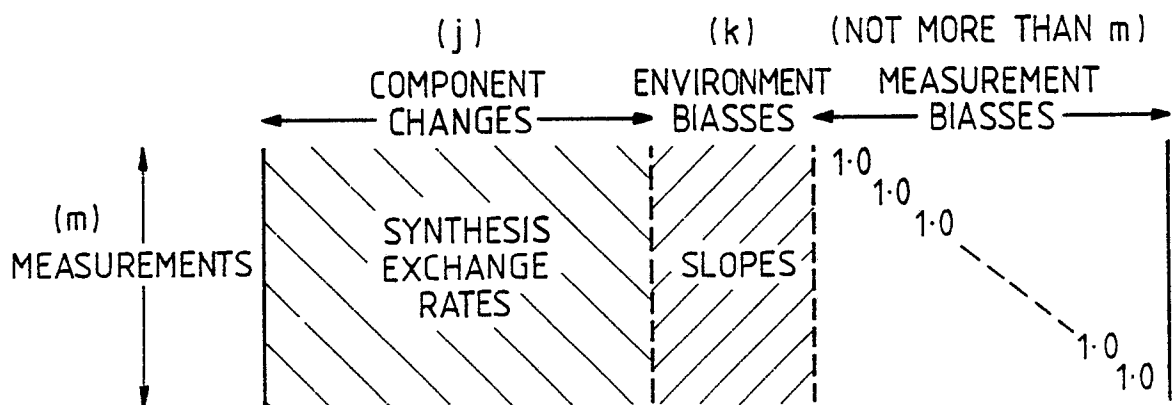 (j)
COMPONENT
CHANGES
(k)
ENVIRONMENT
BIASSES
(NOT MORE THAN m)
MEASUREMENT
BIASSES
(m)
MEASUREMENTS
SYNTHESIS
EXCHANGE
RATES
SLOPES
1·0
1·0
1·0
1·0
1·0